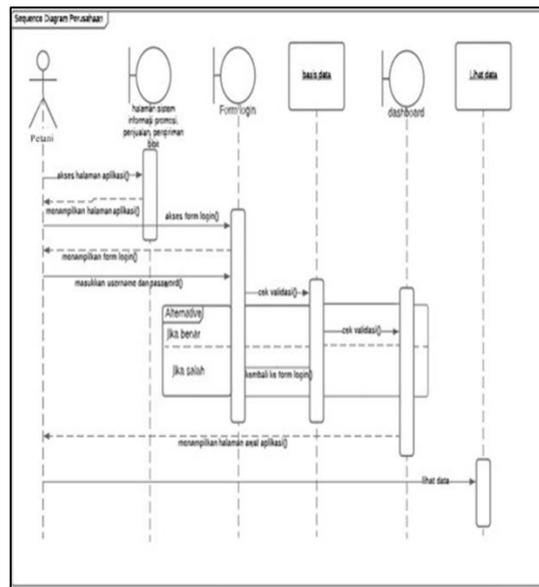 Sequence Diagram Perusahaan
Petani
halaman sistem
informasi promosi,
penjualan, pengiriman
Form login
basis data
dashboard
Lihat data
akses halaman aplikasi()
menampilkan halaman aplikasi()
akses form login()
menampilkan form login()
masukkan username dan password()
cek validasi()
Alternative
Jika benar
cek validasi()
Jika salah
kembali ke form login()
menampilkan halaman awal aplikasi()
lihat data